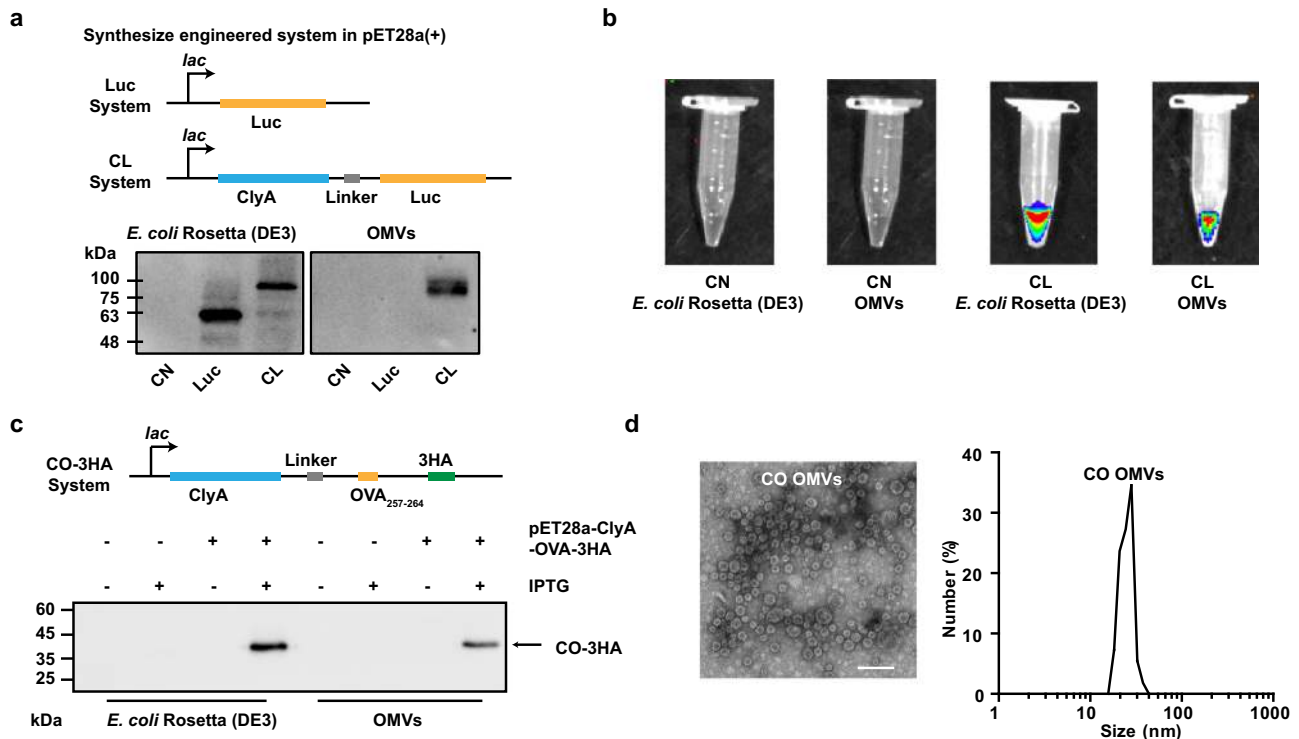 a
Synthesize engineered system in pET28a(+)
lac
Luc
System
Luc
lac
CL
System
ClyA Linker Luc
E. coli Rosetta (DE3) OMVs
kDa
100
75
63
48
CN Luc CL CN Luc CL
b
CN
E. coli Rosetta (DE3)
CN
OMVs
CL
E. coli Rosetta (DE3)
CL
OMVs
c
lac
CO-3HA
System
Linker 3HA
ClyA OVA257-264
- - + + - - + + pET28a-ClyA
-OVA-3HA
- + - + - + - + IPTG
60
45
35
25
CO-3HA
kDa E. coli Rosetta (DE3) OMVs
d
CO OMVs
CO OMVs
Number (%)
40
30
20
10
0
1 10 100 1000
Size (nm)